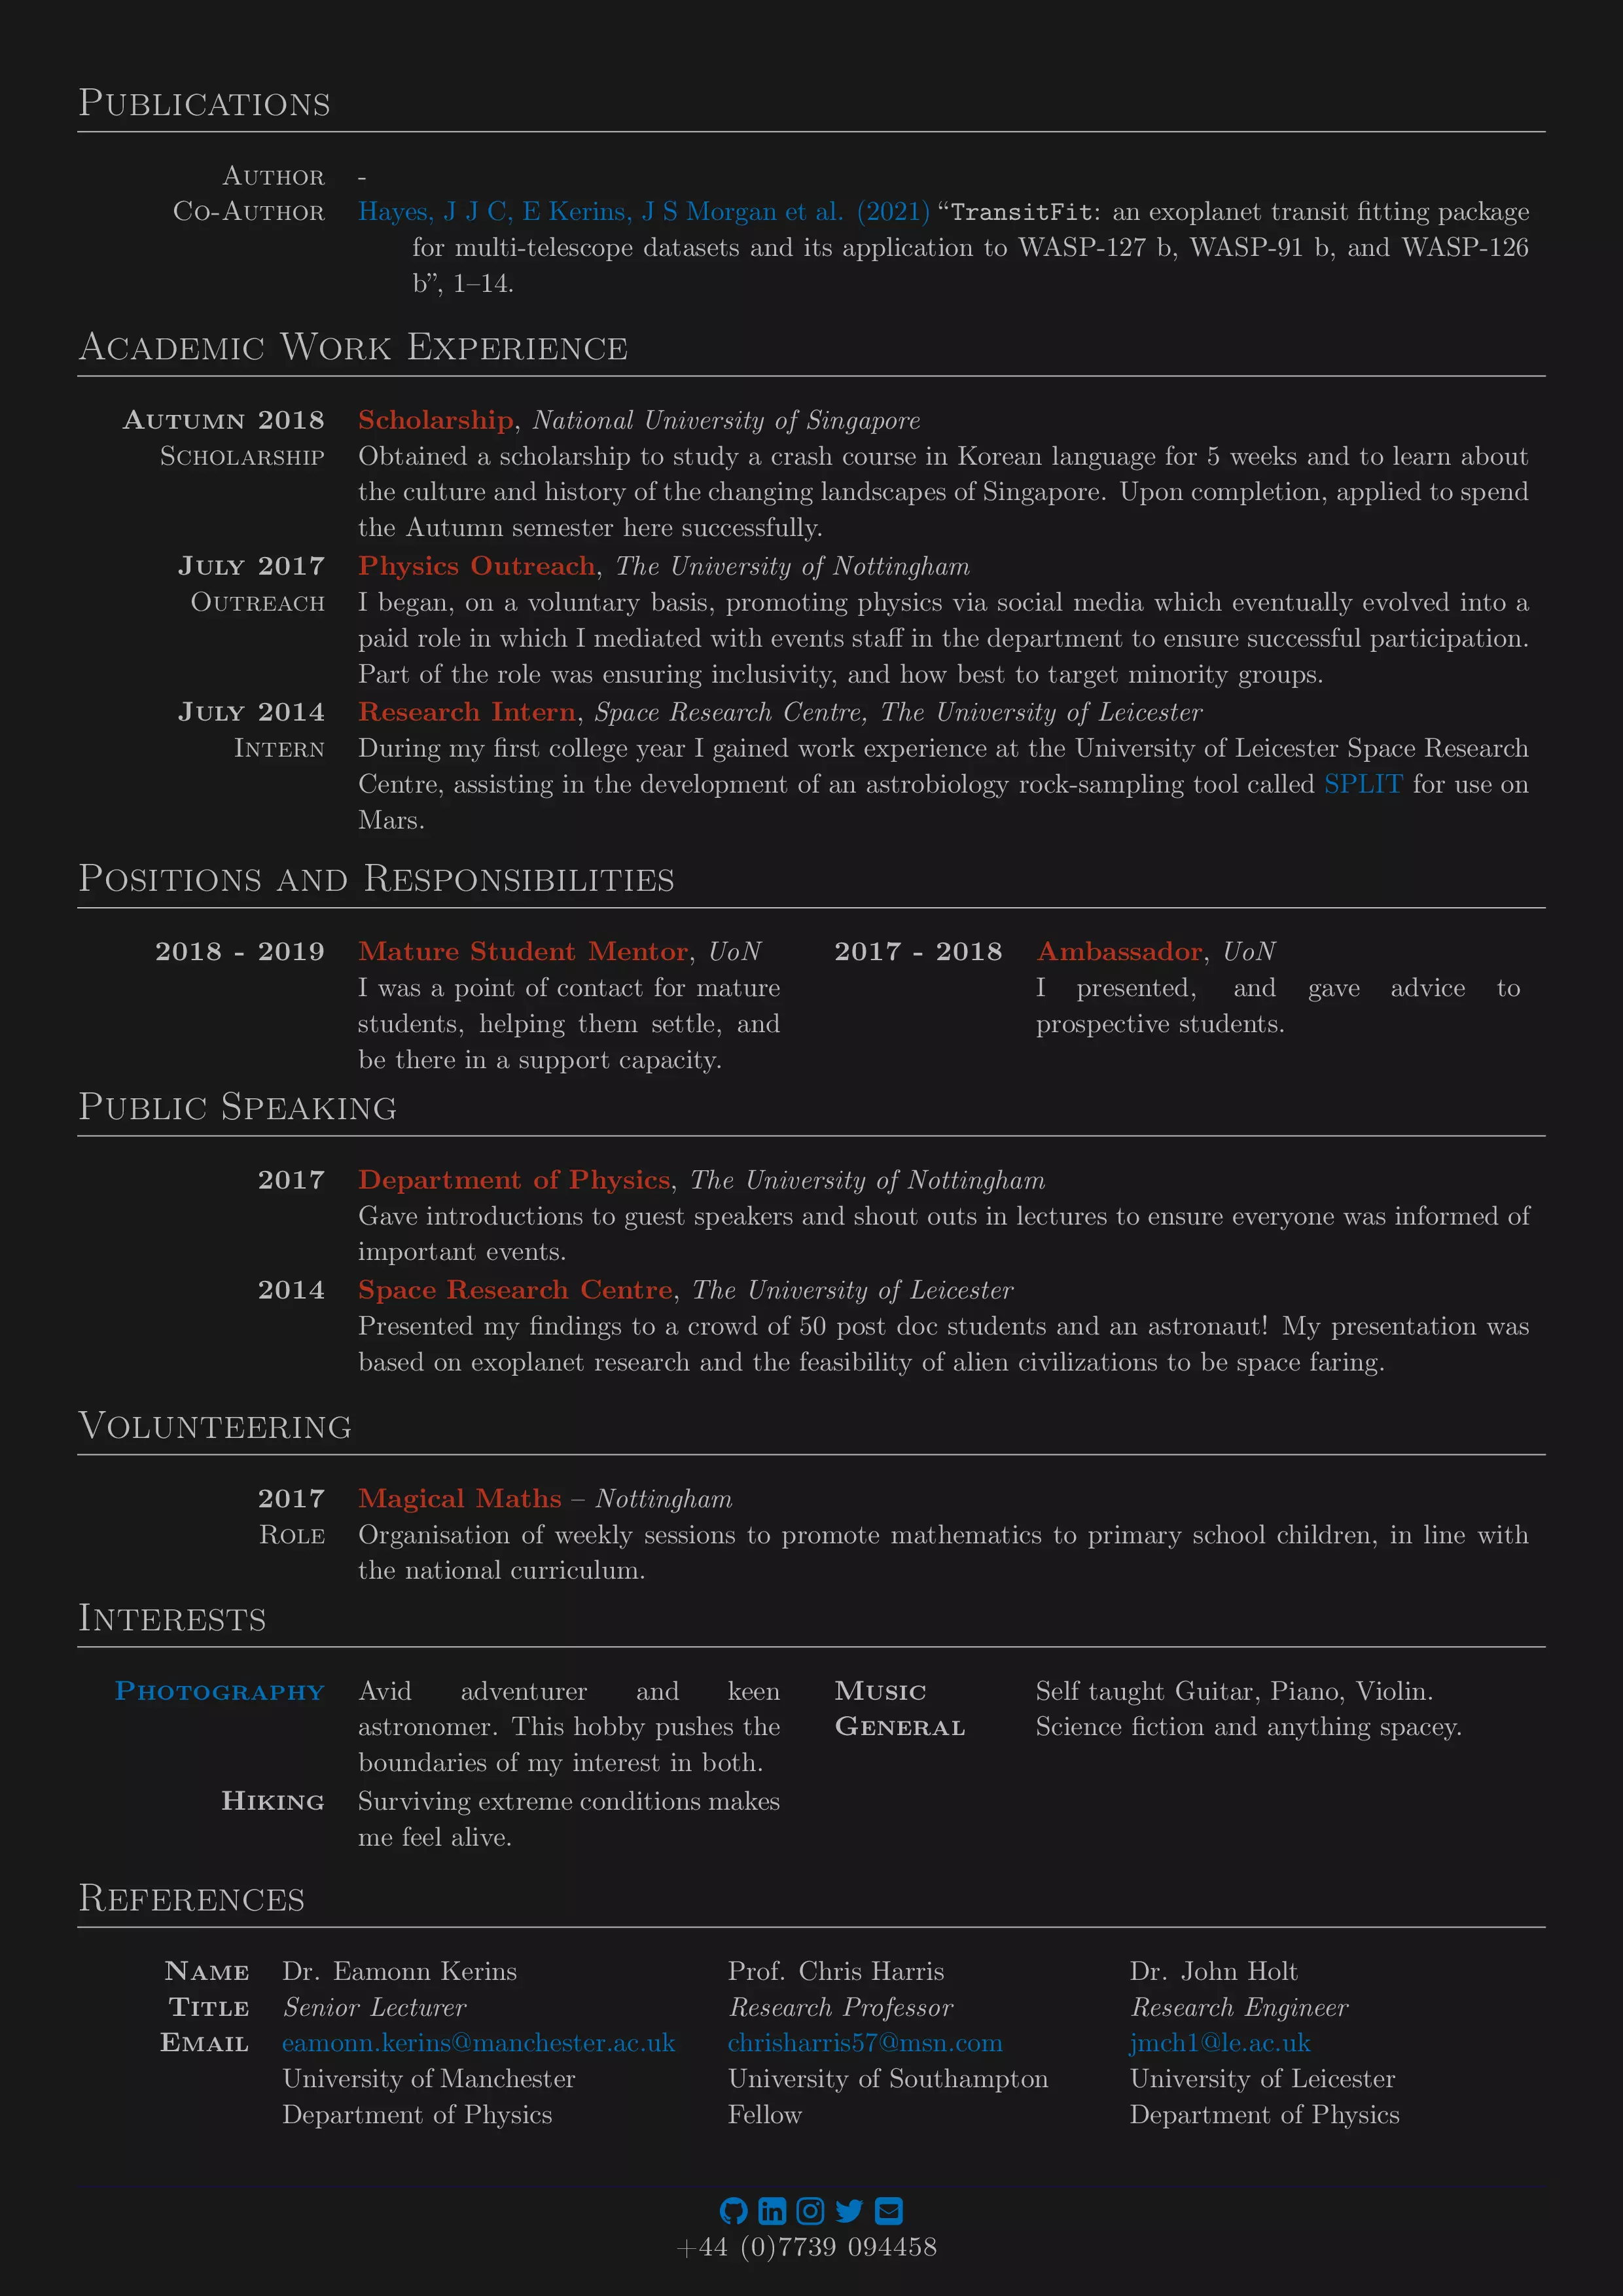 Publications
Author -
Co-Author Hayes, J J C, E Kerins, J S Morgan et al. (2021) “TransitFit: an exoplanet transit fitting package
for multi-telescope datasets and its application to WASP-127 b, WASP-91 b, and WASP-126
b”, 1–14.
Academic Work Experience
Autumn 2018 Scholarship, National University of Singapore
Scholarship Obtained a scholarship to study a crash course in Korean language for 5 weeks and to learn about
the culture and history of the changing landscapes of Singapore. Upon completion, applied to spend
the Autumn semester here successfully.
July 2017 Physics Outreach, The University of Nottingham
Outreach I began, on a voluntary basis, promoting physics via social media which eventually evolved into a
paid role in which I mediated with events staff in the department to ensure successful participation.
Part of the role was ensuring inclusivity, and how best to target minority groups.
July 2014 Research Intern, Space Research Centre, The University of Leicester
Intern During my first college year I gained work experience at the University of Leicester Space Research
Centre, assisting in the development of an astrobiology rock-sampling tool called SPLIT for use on
Mars.
Positions and Responsibilities
2018 - 2019 Mature Student Mentor, UoN
I was a point of contact for mature
students, helping them settle, and
be there in a support capacity.
2017 - 2018 Ambassador, UoN
I presented, and gave advice to
prospective students.
Public Speaking
2017 Department of Physics, The University of Nottingham
Gave introductions to guest speakers and shout outs in lectures to ensure everyone was informed of
important events.
2014 Space Research Centre, The University of Leicester
Presented my findings to a crowd of 50 post doc students and an astronaut! My presentation was
based on exoplanet research and the feasibility of alien civilizations to be space faring.
Volunteering
2017 Magical Maths – Nottingham
Role Organisation of weekly sessions to promote mathematics to primary school children, in line with
the national curriculum.
Interests
Photography Avid adventurer and keen
astronomer. This hobby pushes the
boundaries of my interest in both.
Hiking Surviving extreme conditions makes
me feel alive.
Music Self taught Guitar, Piano, Violin.
General Science fiction and anything spacey.
References
Name Dr. Eamonn Kerins Prof. Chris Harris Dr. John Holt
Title Senior Lecturer Research Professor Research Engineer
Email eamonn.kerins@manchester.ac.uk chrisharris57@msn.com jmch1@le.ac.uk
University of Manchester University of Southampton University of Leicester
Department of Physics Fellow Department of Physics
+44 (0)7739 094458